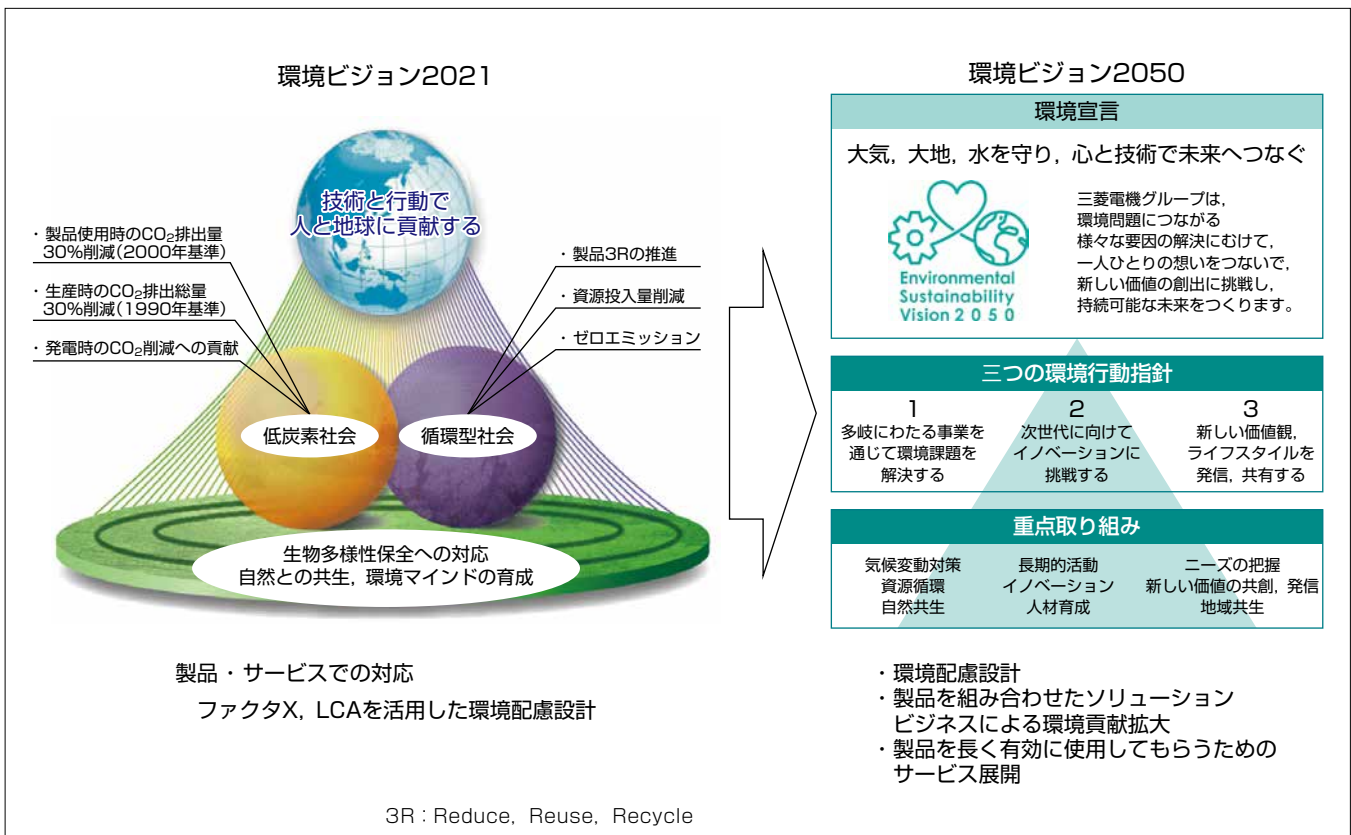 環境ビジョン2021
技術と行動で
人と地球に貢献する
・製品使用時のCO₂排出量
30%削減(2000年基準)
・生産時のCO₂排出総量
30%削減(1990年基準)
・発電時のCO₂削減への貢献
・製品3Rの推進
・資源投入量削減
・ゼロエミッション
低炭素社会
循環型社会
生物多様性保全への対応
自然との共生, 環境マインドの育成
製品・サービスでの対応
ファクタX, LCAを活用した環境配慮設計
環境ビジョン2050
環境宣言
大気, 大地, 水を守り, 心と技術で未来へつなぐ
Environmental
Sustainability
Vision 2 0 5 0
三菱電機グループは,
環境問題につながる
様々な要因の解決にむけて,
一人ひとりの想いをつないで,
新しい価値の創出に挑戦し,
持続可能な未来をつくります。
三つの環境行動指針
1
多岐にわたる事業を
通じて環境課題を
解決する
2
次世代に向けて
イノベーションに
挑戦する
3
新しい価値観,
ライフスタイルを
発信, 共有する
重点取り組み
気候変動対策
資源循環
自然共生
長期的活動
イノベーション
人材育成
ニーズの把握
新しい価値の共創, 発信
地域共生
・環境配慮設計
・製品を組み合わせたソリューション
ビジネスによる環境貢献拡大
・製品を長く有効に使用してもらうための
サービス展開
3R:Reduce, Reuse, Recycle